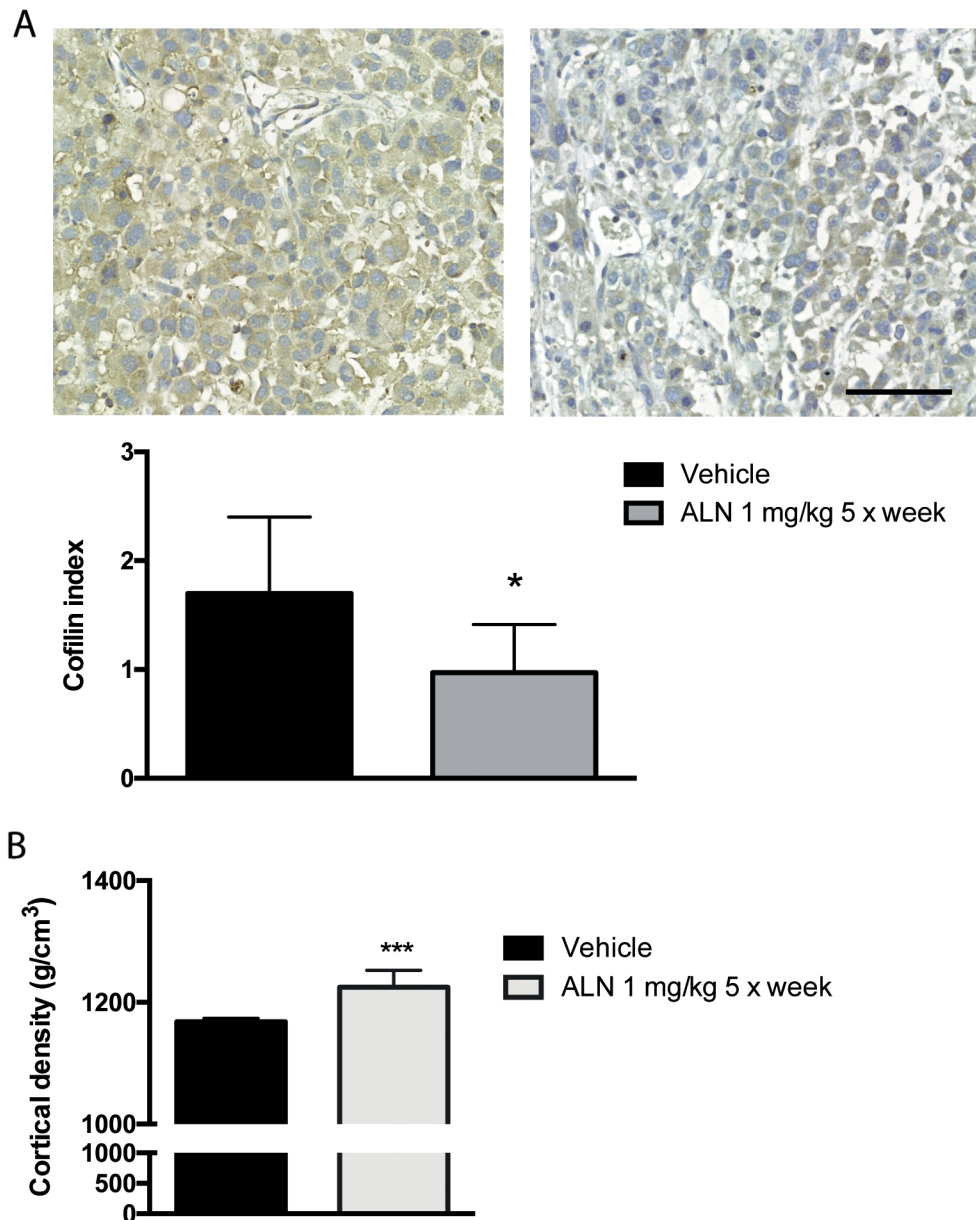 A
3
2
1
0
Cofilin index
*
Vehicle
ALN 1 mg/kg 5 x week
B
1400
1200
1000
1000
500
0
Cortical density (g/cm³)
***
Vehicle
ALN 1 mg/kg 5 x week